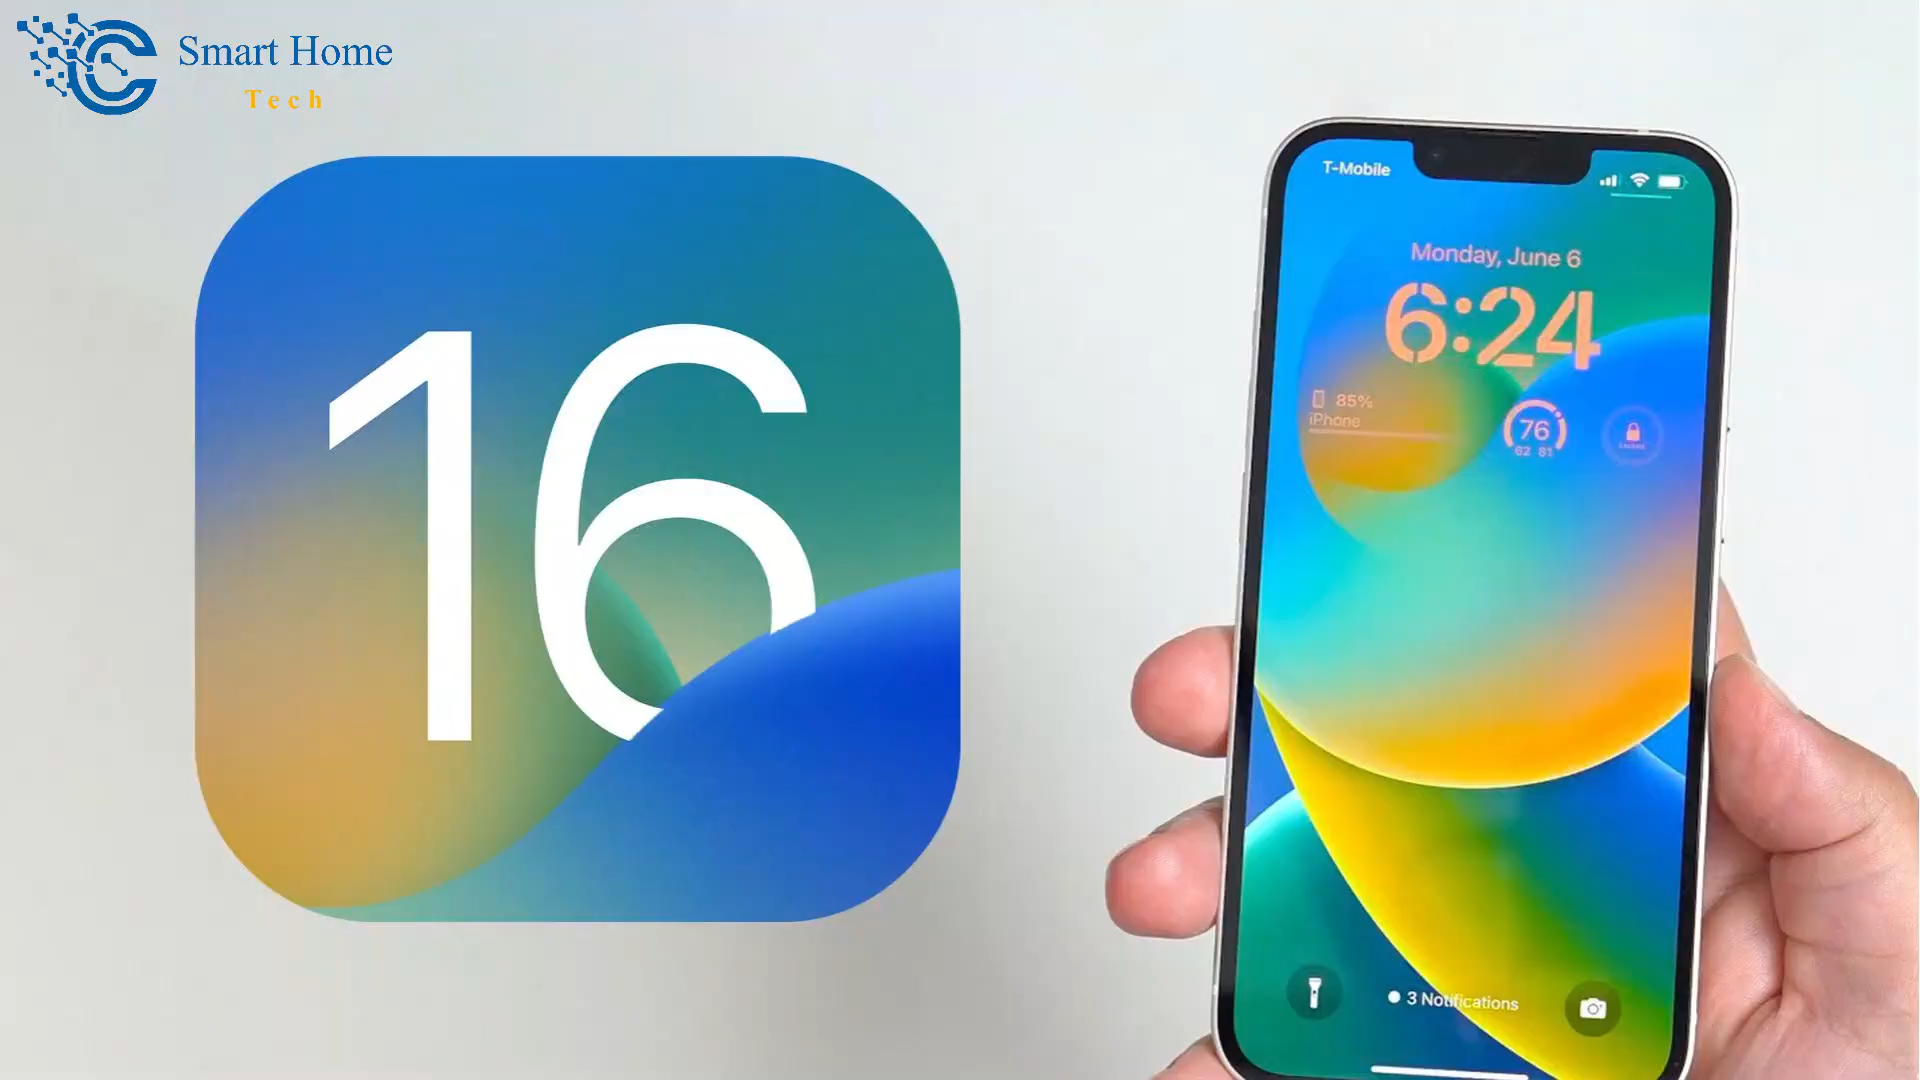 Smart Home
Tech
16
T-Mobile
Monday, June 6
6:24
85%
iPhone
76
62 81
3 Notifications